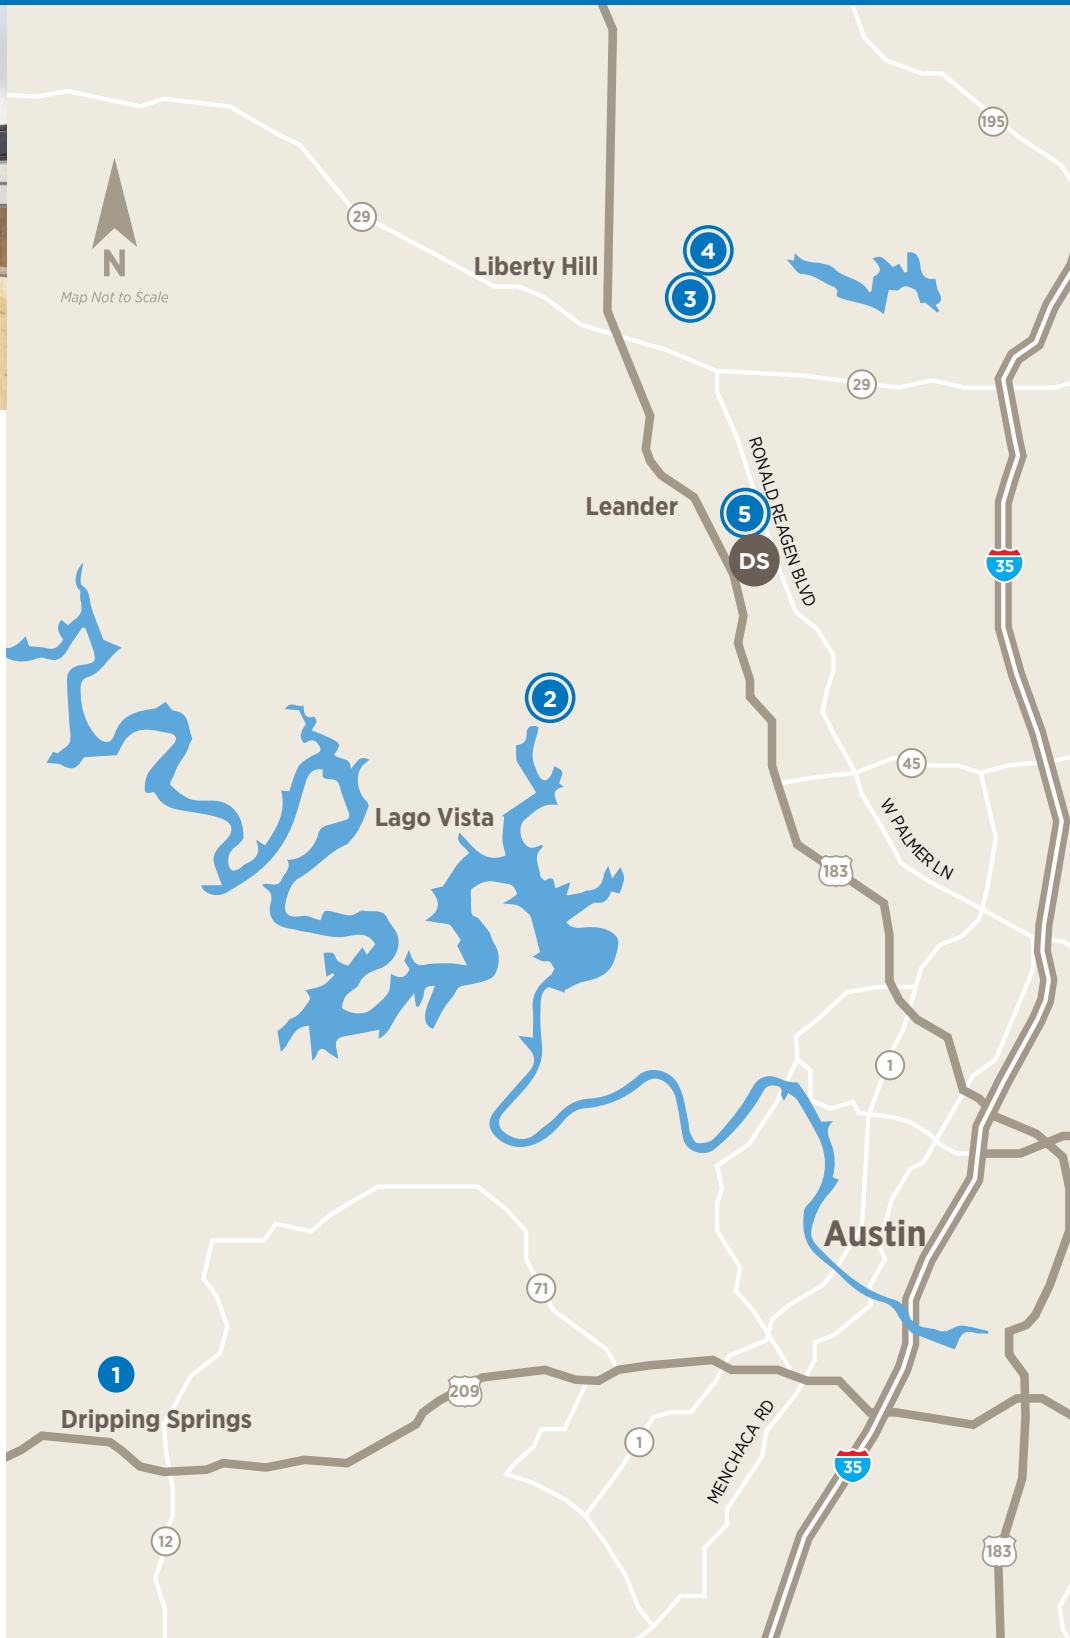 195
29
4
Liberty Hill
3
N
Map Not to Scale
29
RONALD REAGEN BLVD
Leander
5
DS
35
2
45
Lago Vista
W PALMER LN
183
1
Austin
71
1
209
Dripping Springs
MENCHACA RD
1
35
12
183